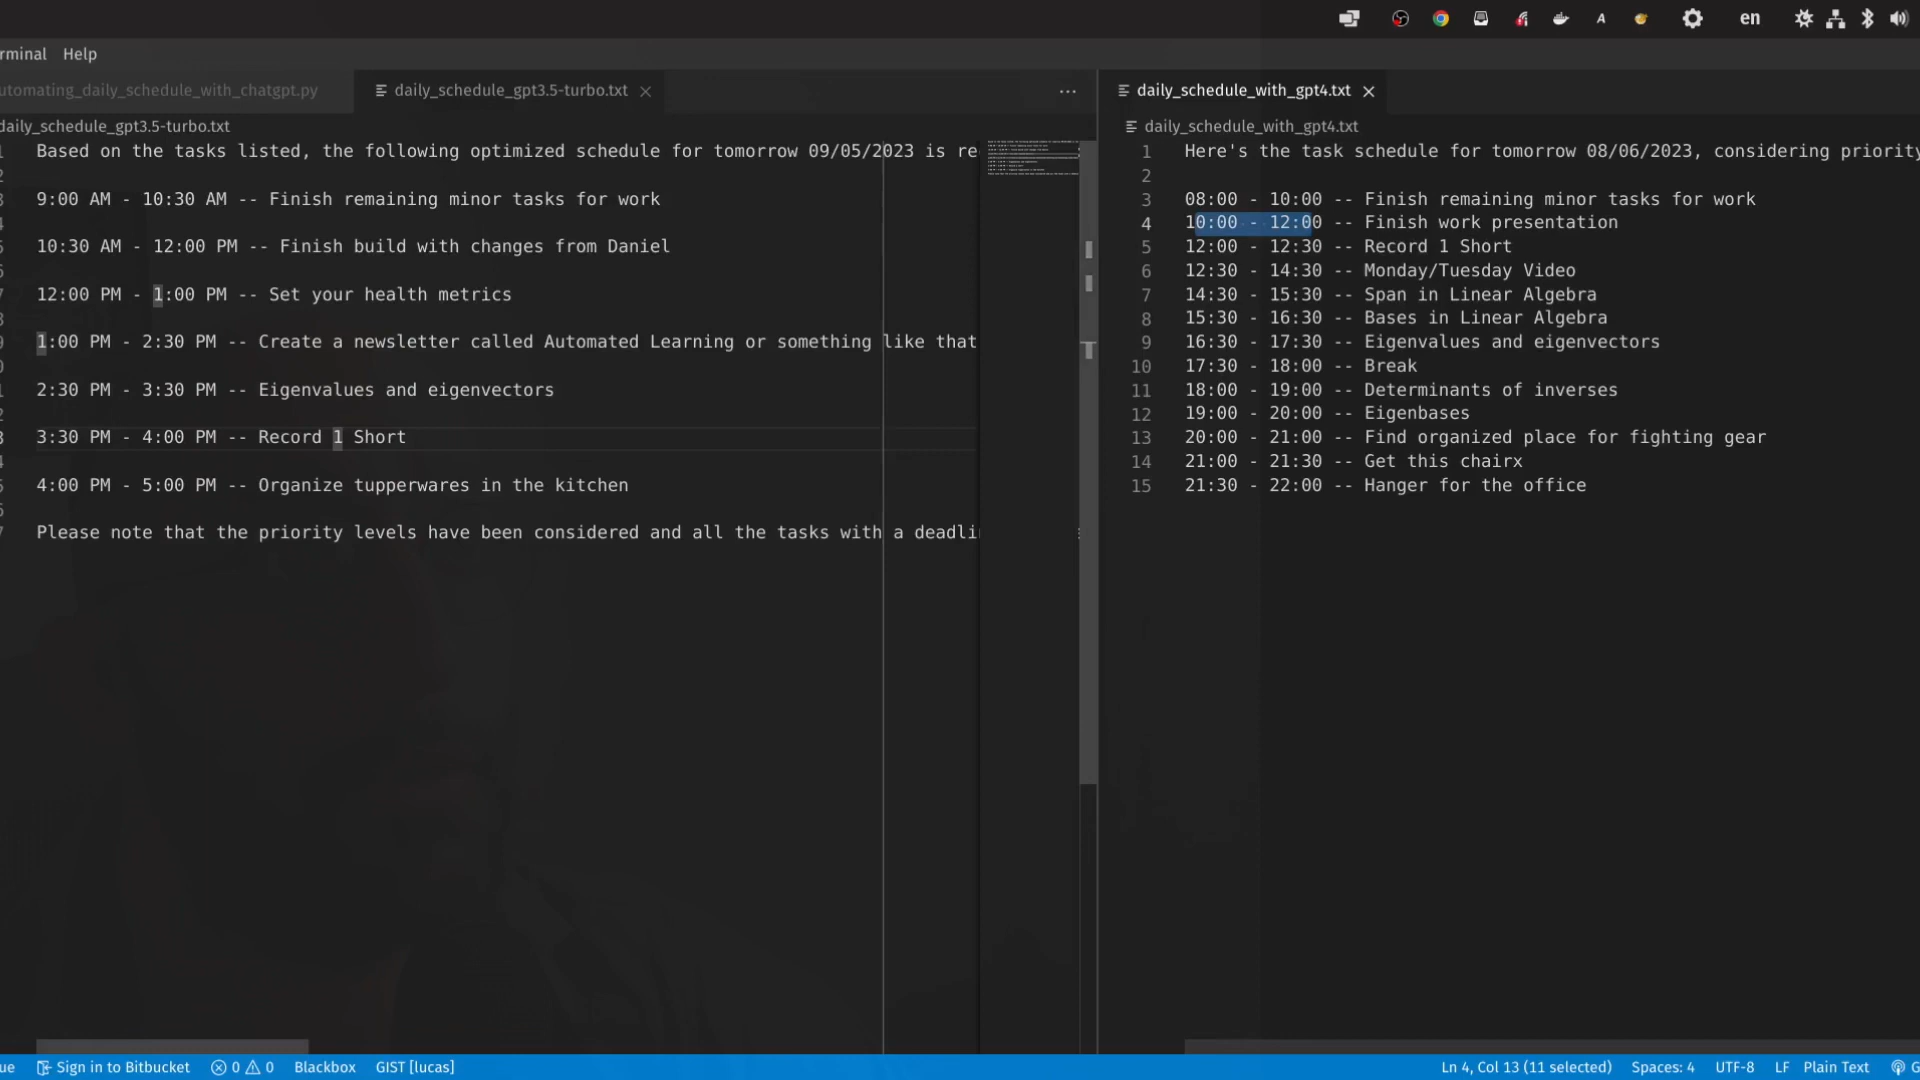 en
rminal Help
utomating_daily_schedule_with_chatgpt.py
daily_schedule_gpt3.5-turbo.txt
daily_schedule_with_gpt4.txt
daily_schedule_gpt3.5-turbo.txt
Based on the tasks listed, the following optimized schedule for tomorrow 09/05/2023 is re
9:00 AM - 10:30 AM -- Finish remaining minor tasks for work
10:30 AM - 12:00 PM -- Finish build with changes from Daniel
12:00 PM - 1:00 PM -- Set your health metrics
1:00 PM - 2:30 PM -- Create a newsletter called Automated Learning or something like that
2:30 PM - 3:30 PM -- Eigenvalues and eigenvectors
3:30 PM - 4:00 PM -- Record 1 Short
4:00 PM - 5:00 PM -- Organize tupperwares in the kitchen
Please note that the priority levels have been considered and all the tasks with a deadli
daily_schedule_with_gpt4.txt
1 Here's the task schedule for tomorrow 08/06/2023, considering priority
2
3 08:00 - 10:00 -- Finish remaining minor tasks for work
4 10:00 - 12:00 -- Finish work presentation
5 12:00 - 12:30 -- Record 1 Short
6 12:30 - 14:30 -- Monday/Tuesday Video
7 14:30 - 15:30 -- Span in Linear Algebra
8 15:30 - 16:30 -- Bases in Linear Algebra
9 16:30 - 17:30 -- Eigenvalues and eigenvectors
10 17:30 - 18:00 -- Break
11 18:00 - 19:00 -- Determinants of inverses
12 19:00 - 20:00 -- Eigenbases
13 20:00 - 21:00 -- Find organized place for fighting gear
14 21:00 - 21:30 -- Get this chairx
15 21:30 - 22:00 -- Hanger for the office
ue Sign in to Bitbucket 0 0 Blackbox GIST [lucas] Ln 4, Col 13 (11 selected) Spaces: 4 UTF-8 LF Plain Text G